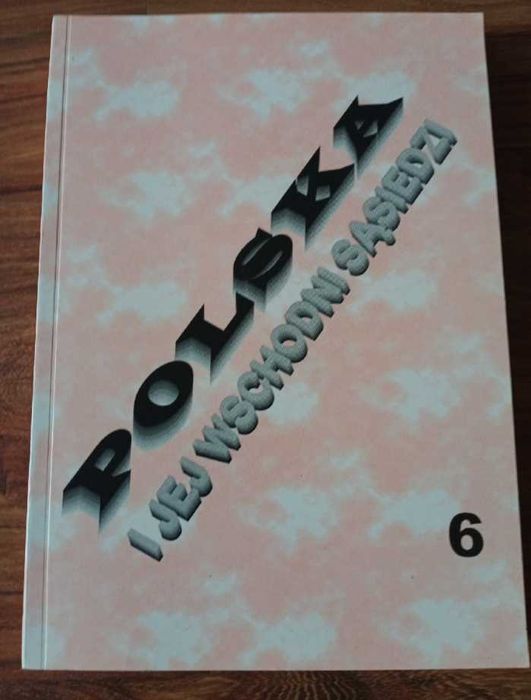 POLSKA
I JEJ WSCHODNI SĄSIEDZI
6